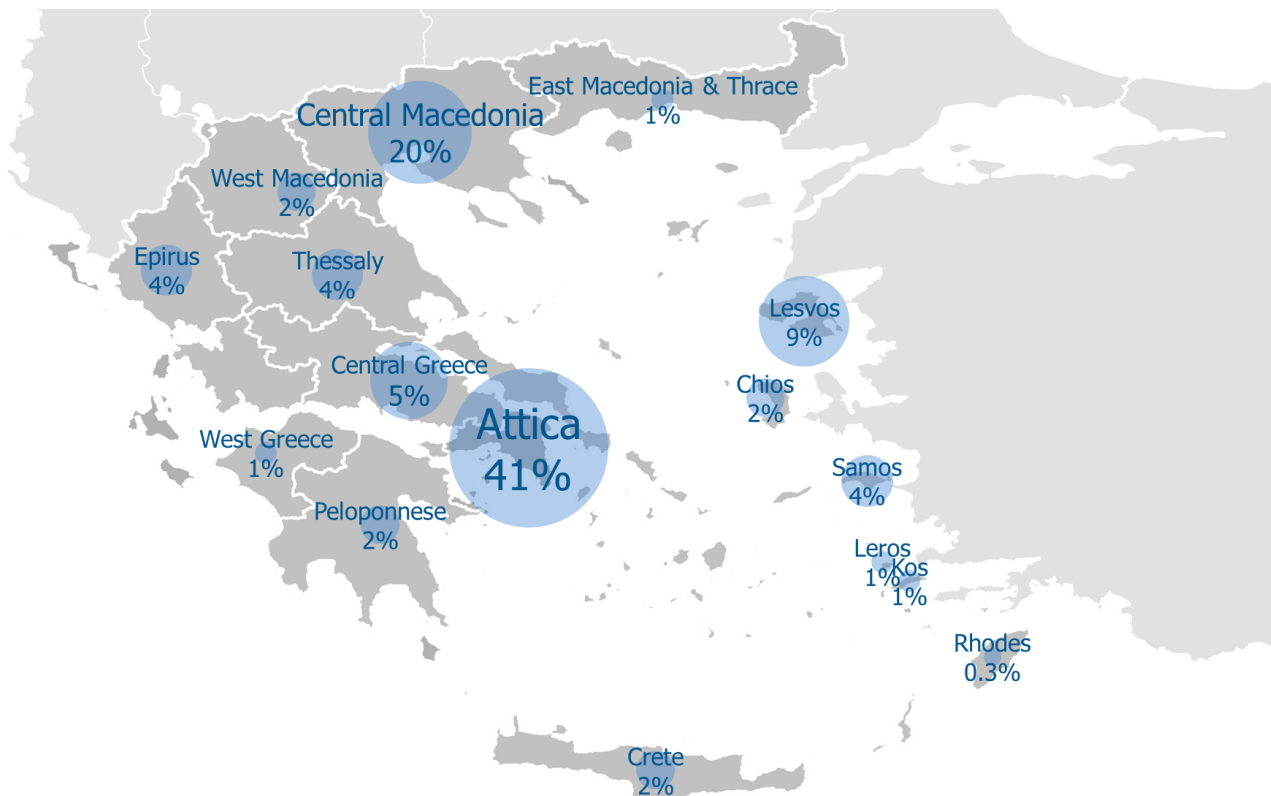 East Macedonia & Thrace
1%
Central Macedonia
20%
West Macedonia
2%
Epirus
4%
Thessaly
4%
Lesvos
9%
Central Greece
5%
Chios
2%
Attica
41%
West Greece
1%
Samos
4%
Peloponnese
2%
Leros
1%
Kos
1%
Rhodes
0.3%
Crete
2%